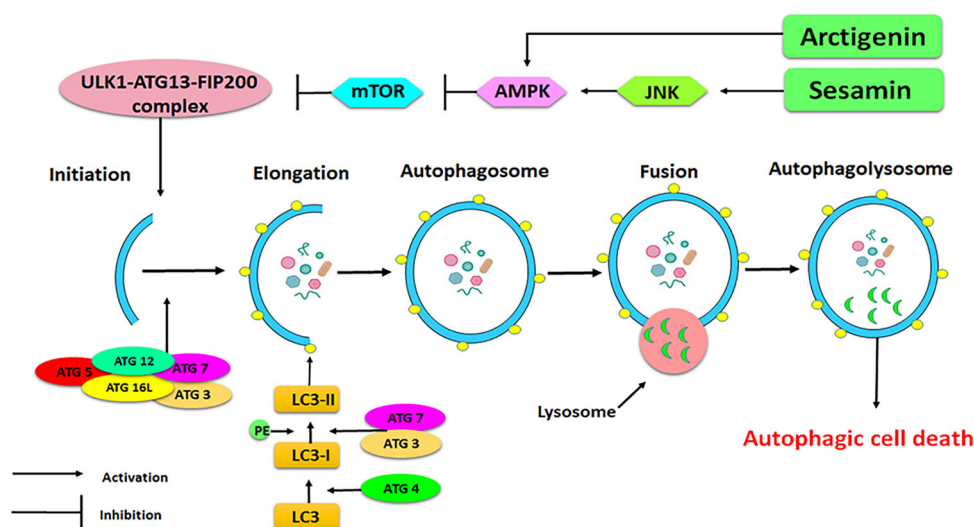 Arctigenin
ULK1-ATG13-FIP200
complex
mTOR
AMPK
JNK
Sesamin
Initiation
Elongation
Autophagosome
Fusion
Autophagolysosome
ATG 5
ATG 12
ATG 7
ATG 16L
ATG 3
LC3-II
PE
ATG 7
ATG 3
LC3-I
ATG 4
LC3
Lysosome
Autophagic cell death
Activation
Inhibition